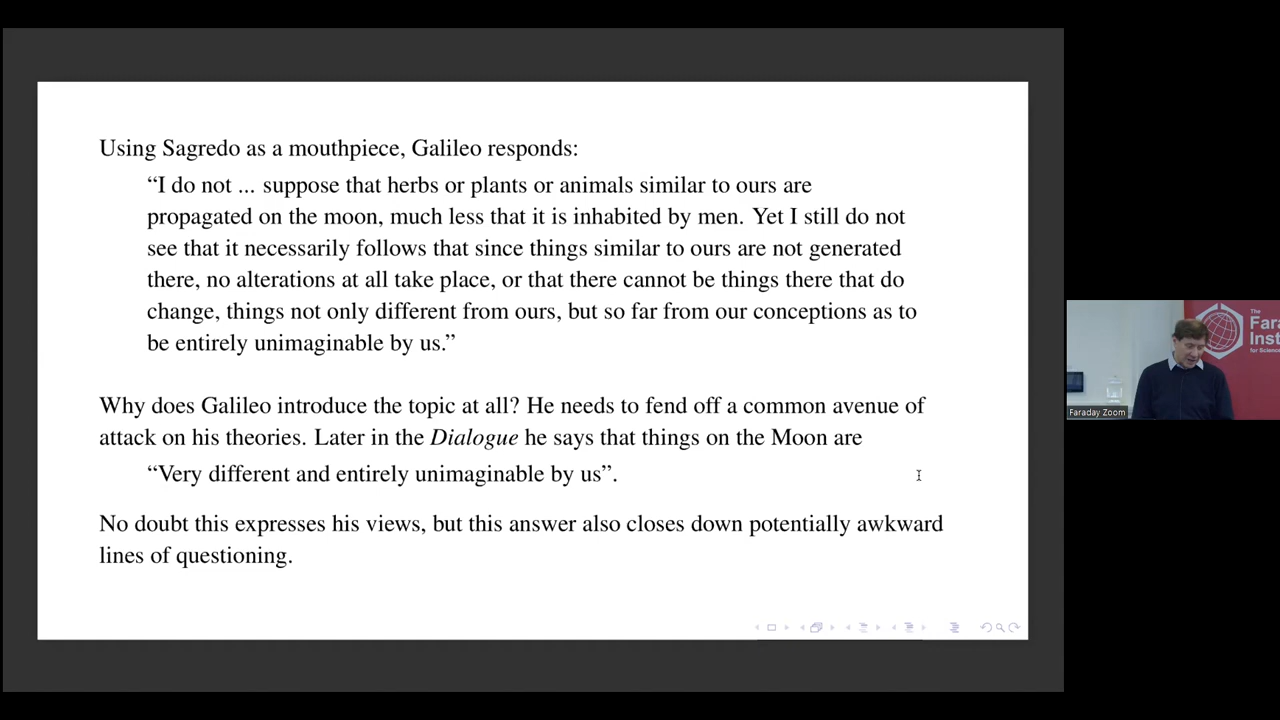 Using Sagredo as a mouthpiece, Galileo responds:
“I do not ... suppose that herbs or plants or animals similar to ours are
propagated on the moon, much less that it is inhabited by men. Yet I still do not
see that it necessarily follows that since things similar to ours are not generated
there, no alterations at all take place, or that there cannot be things there that do
change, things not only different from ours, but so far from our conceptions as to
be entirely unimaginable by us.”
Why does Galileo introduce the topic at all? He needs to fend off a common avenue of
attack on his theories. Later in the Dialogue he says that things on the Moon are
“Very different and entirely unimaginable by us”.
No doubt this expresses his views, but this answer also closes down potentially awkward
lines of questioning.
The
Fara
Inst
for Science
Faraday Zoom